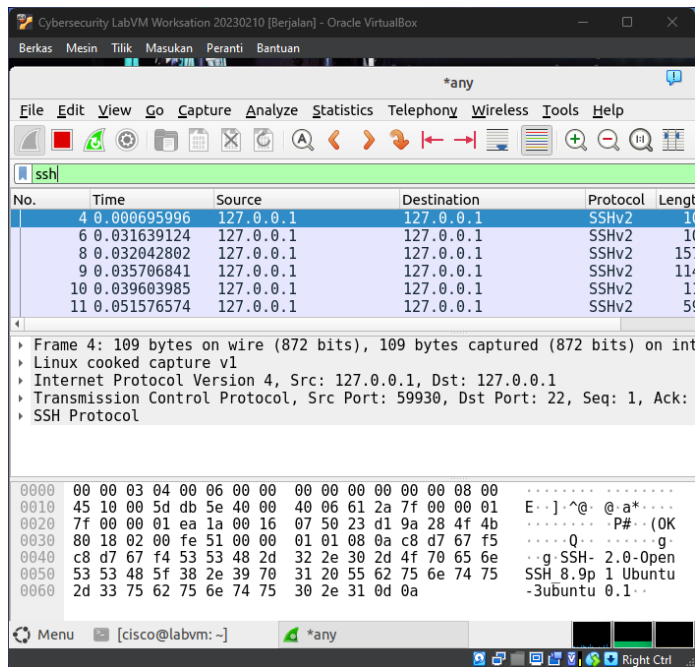 Cybersecurity LabVM Worksation 20230210 [Berjalan] - Oracle VirtualBox
Berkas Mesin Tilik Masukan Peranti Bantuan
*any
File Edit View Go Capture Analyze Statistics Telephony Wireless Tools Help
ssh
No. Time Source Destination Protocol Lengt
4 0.000695996 127.0.0.1 127.0.0.1 SSHv2 10
6 0.031639124 127.0.0.1 127.0.0.1 SSHv2 10
8 0.032042802 127.0.0.1 127.0.0.1 SSHv2 157
9 0.035706841 127.0.0.1 127.0.0.1 SSHv2 114
10 0.039603985 127.0.0.1 127.0.0.1 SSHv2 11
11 0.051576574 127.0.0.1 127.0.0.1 SSHv2 59
Frame 4: 109 bytes on wire (872 bits), 109 bytes captured (872 bits) on int
Linux cooked capture v1
Internet Protocol Version 4, Src: 127.0.0.1, Dst: 127.0.0.1
Transmission Control Protocol, Src Port: 59930, Dst Port: 22, Seq: 1, Ack:
SSH Protocol
0000 00 00 03 04 00 06 00 00 00 00 00 00 00 00 08 00 ········ ········
0010 45 10 00 5d db 5e 40 00 40 06 61 2a 7f 00 00 01 E··]·^@· @·a*····
0020 7f 00 00 01 ea 1a 00 16 07 50 23 d1 9a 28 4f 4b ········ ·P#··(OK
0030 80 18 02 00 fe 51 00 00 01 01 08 0a c8 d7 67 f5 ·····Q·· ······g·
0040 c8 d7 67 f4 53 53 48 2d 32 2e 30 2d 4f 70 65 6e ··g·SSH- 2.0-Open
0050 53 53 48 5f 38 2e 39 70 31 20 55 62 75 6e 74 75 SSH_8.9p 1 Ubuntu
0060 2d 33 75 62 75 6e 74 75 30 2e 31 0d 0a -3ubuntu 0.1··
Menu [cisco@labvm: ~] *any
Right Ctrl